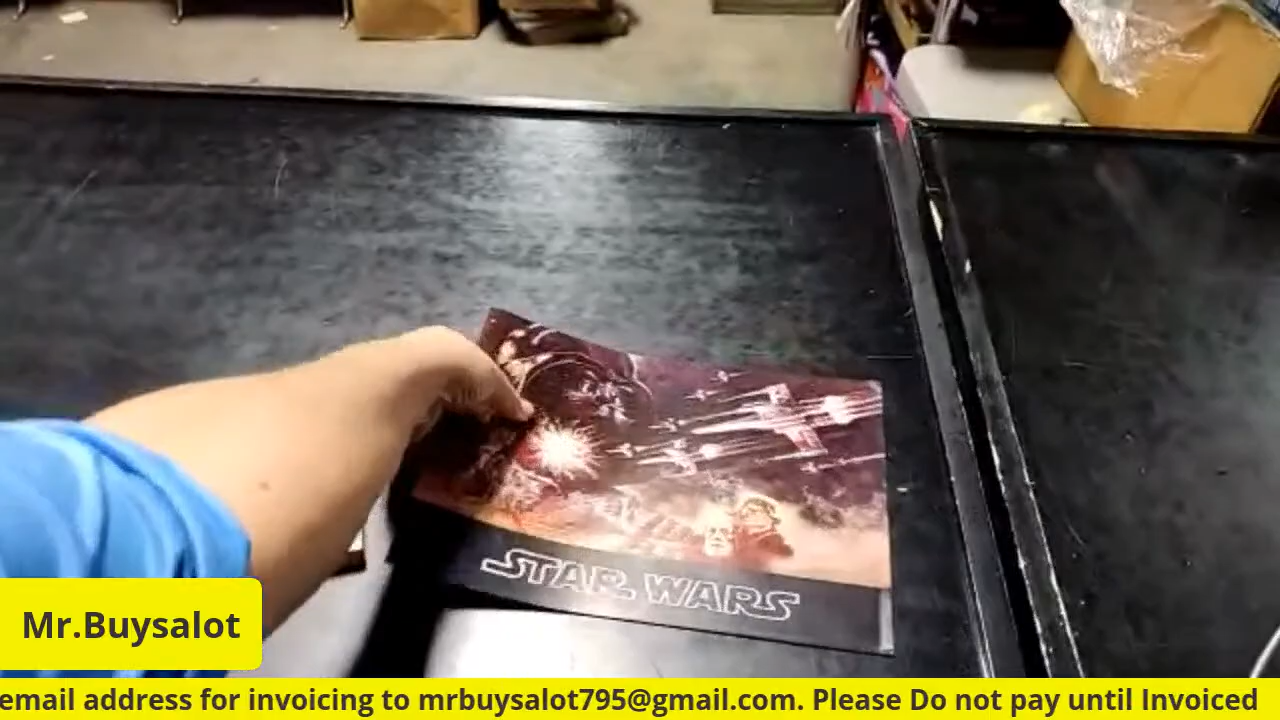 STAR WARS
Mr.Buysalot
email address for invoicing to mrbuysalot795@gmail.com. Please Do not pay until Invoiced